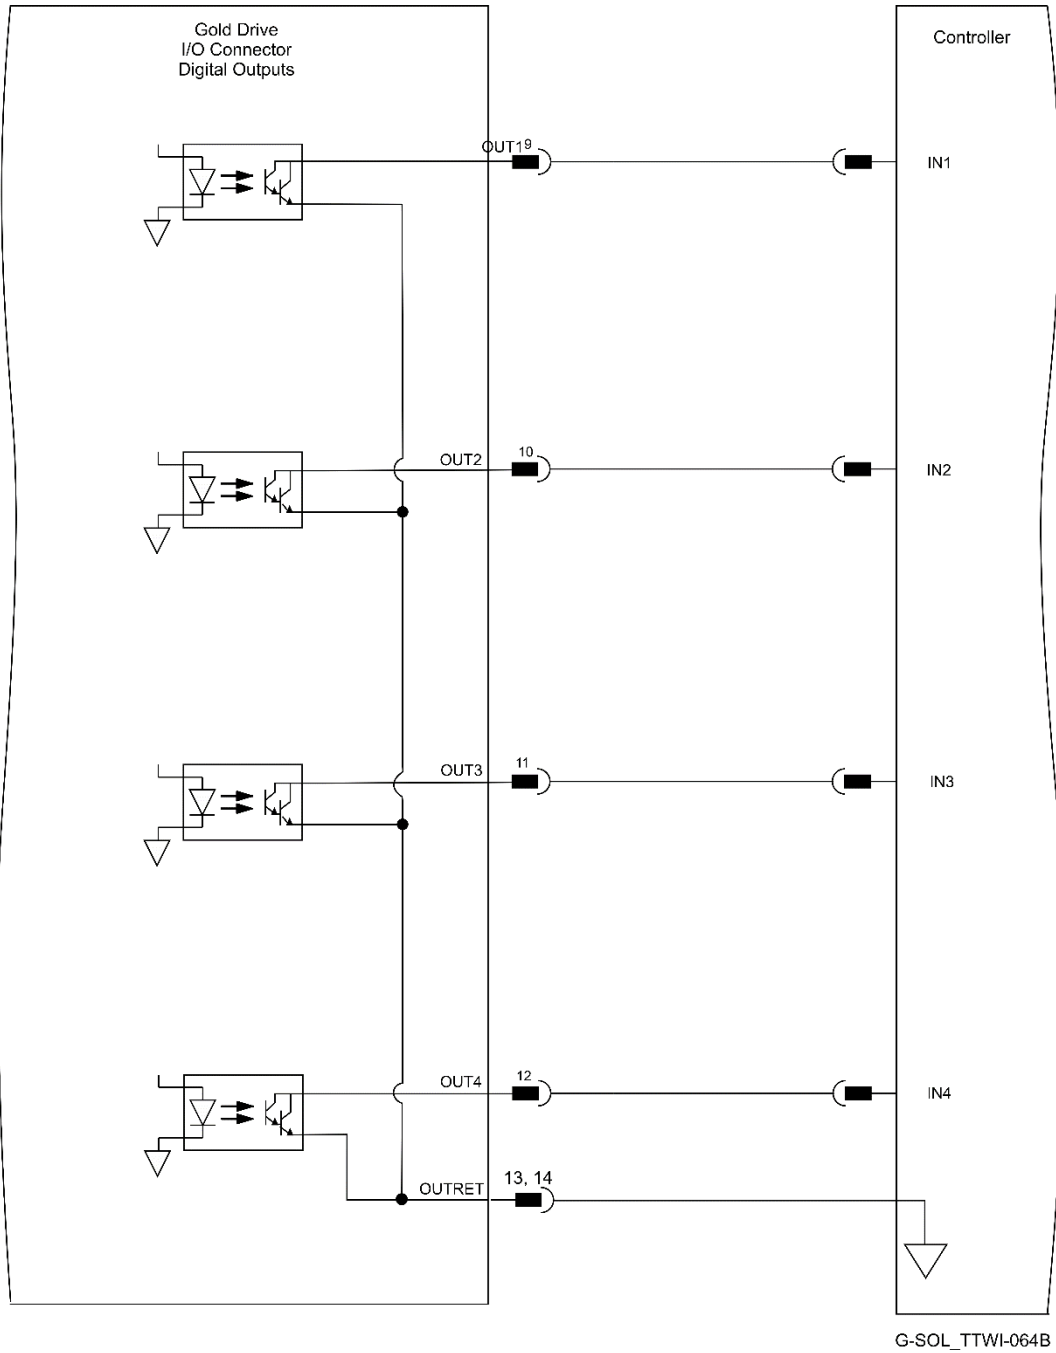 Gold Drive
I/O Connector
Digital Outputs
Controller
OUT1 9
IN1
OUT2
10
IN2
OUT3
11
IN3
OUT4
12
IN4
OUTRET
13, 14
G-SOL_TTWI-064B